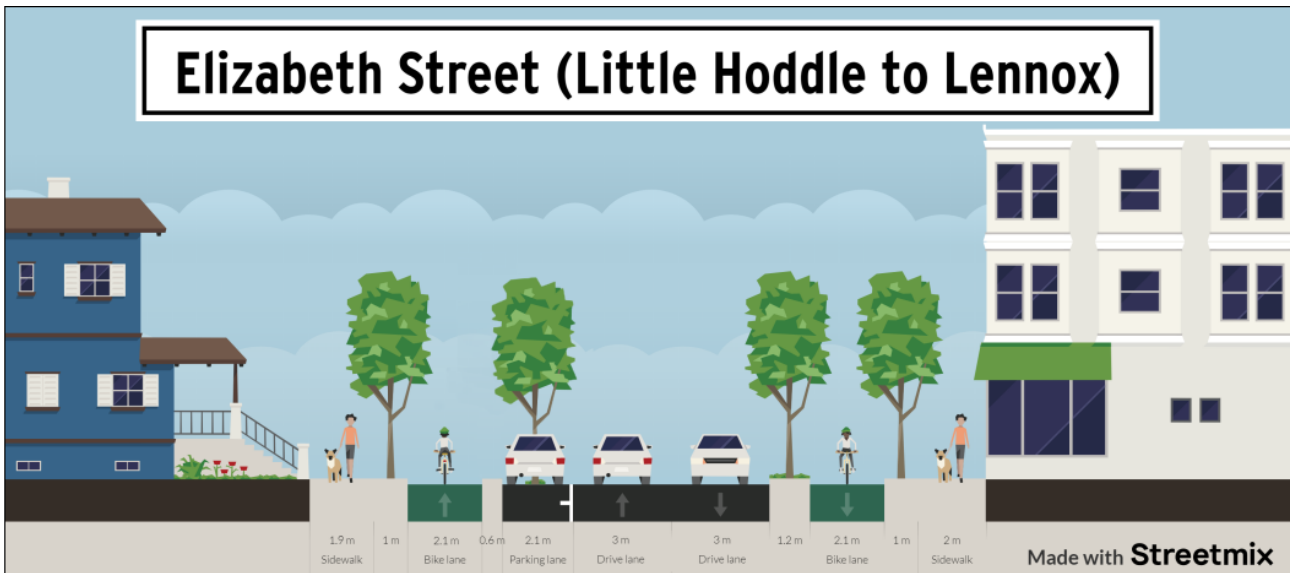 Elizabeth Street (Little Hoddle to Lennox)
1.9 m 1 m 2.1 m 0.6 m 2.1 m 3 m 3 m 1.2 m 2.1 m 1 m 2 m
Sidewalk Bike lane Parking lane Drive lane Drive lane Bike lane Sidewalk
Made with Streetmix